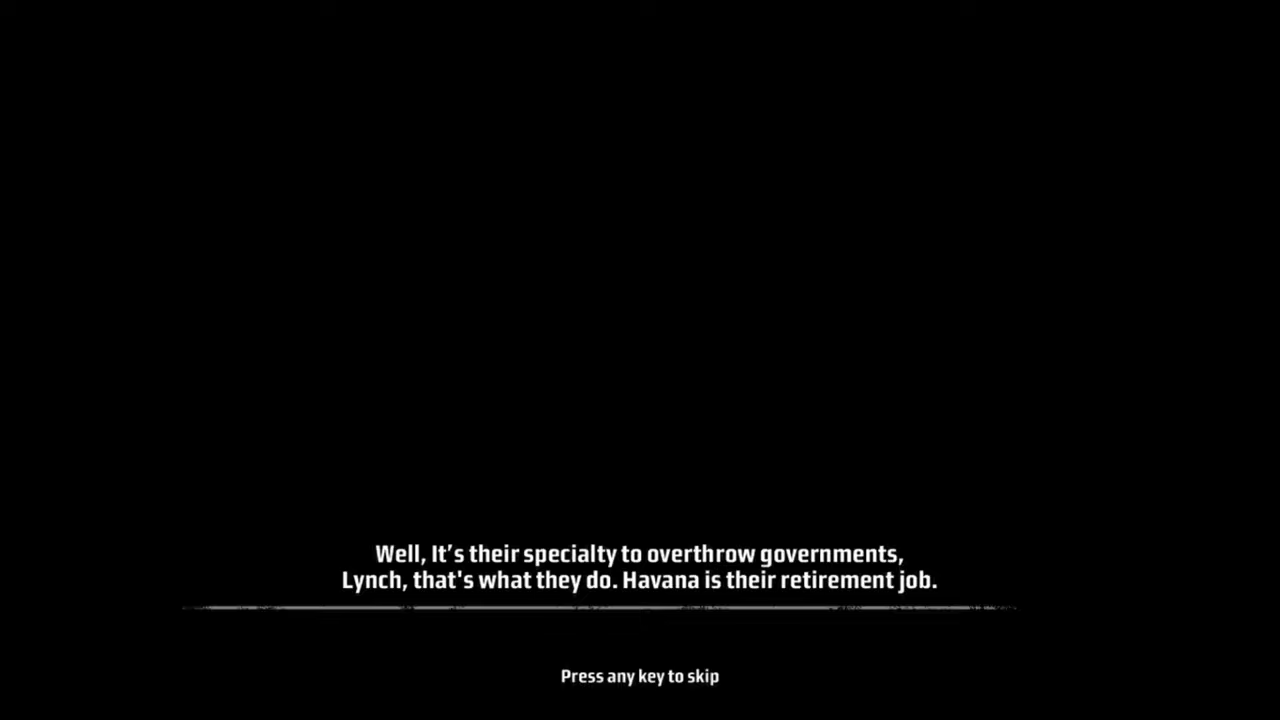 Well, It’s their specialty to overthrow governments,
Lynch, that's what they do. Havana is their retirement job.
Press any key to skip